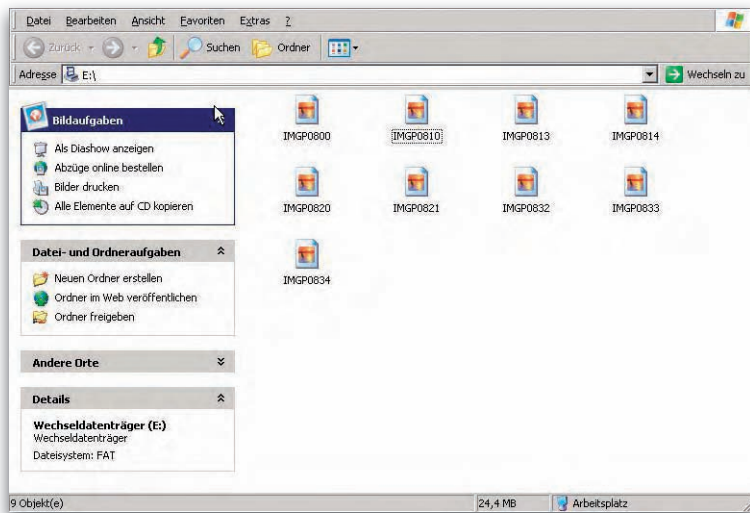 Datei Bearbeiten Ansicht Favoriten Extras ?
Zurück Suchen Ordner
Adresse E:\ Wechseln zu
Bildaufgaben
Als Diashow anzeigen
Abzüge online bestellen
Bilder drucken
Alle Elemente auf CD kopieren
Datei- und Ordneraufgaben
Neuen Ordner erstellen
Ordner im Web veröffentlichen
Ordner freigeben
Andere Orte
Details
Wechseldatenträger (E:)
Wechseldatenträger
Dateisystem: FAT
IMGP0800 IMGP0810 IMGP0813 IMGP0814
IMGP0820 IMGP0821 IMGP0832 IMGP0833
IMGP0834
9 Objekt(e) 24,4 MB Arbeitsplatz